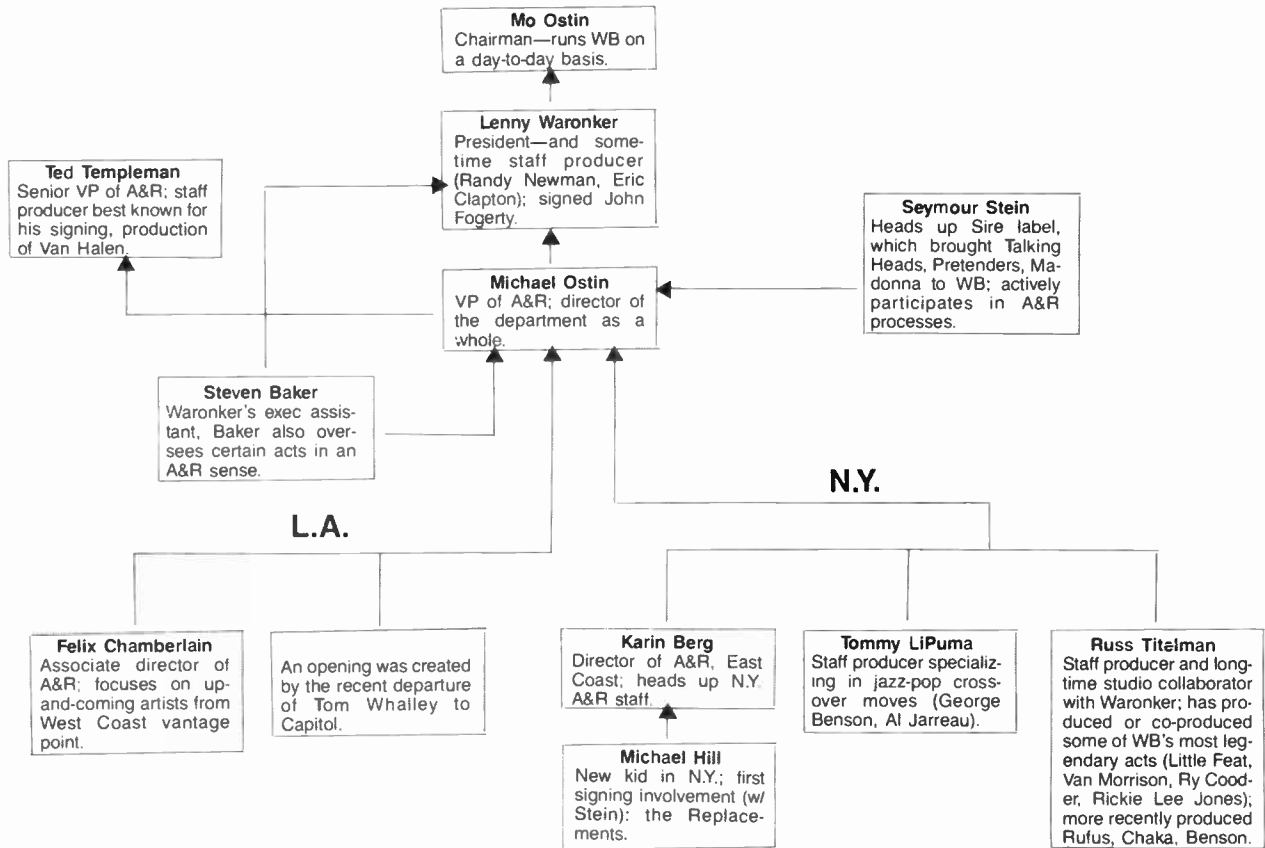 Mo Ostin
Chairman—runs WB on
a day-to-day basis.
Lenny Waronker
President—and some-
time staff producer
(Randy Newman, Eric
Clapton); signed John
Fogerty.
Ted Templeman
Senior VP of A&R; staff
producer best known for
his signing, production
of Van Halen.
Seymour Stein
Heads up Sire label,
which brought Talking
Heads, Pretenders, Ma-
donna to WB; actively
participates in A&R
processes.
Michael Ostin
VP of A&R; director of
the department as a
whole.
Steven Baker
Waronker's exec assis-
tant, Baker also over-
sees certain acts in an
A&R sense.
L.A.
N.Y.
Felix Chamberlain
Associate director of
A&R; focuses on up-
and-coming artists from
West Coast vantage
point.
An opening was created
by the recent departure
of Tom Whalley to
Capitol.
Karin Berg
Director of A&R, East
Coast; heads up N.Y.
A&R staff.
Michael Hill
New kid in N.Y.; first
signing involvement (w/
Stein): the Replace-
ments.
Tommy LiPuma
Staff producer specializ-
ing in jazz-pop cross-
over moves (George
Benson, Al Jarreau).
Russ Titelman
Staff producer and long-
time studio collaborator
with Waronker; has pro-
duced or co-produced
some of WB's most leg-
endary acts (Little Feat,
Van Morrison, Ry Cood-
er, Rickie Lee Jones);
more recently produced
Rufus, Chaka, Benson.